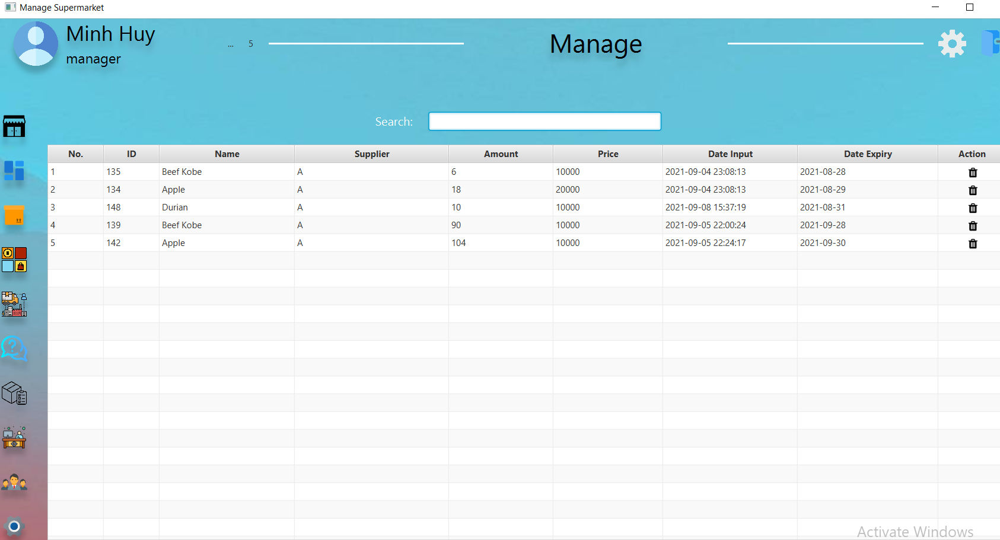 Manage Supermarket
Minh Huy
manager
... 5
Manage
Search:
No. ID Name Supplier Amount Price Date Input Date Expiry Action
1 135 Beef Kobe A 6 10000 2021-09-04 23:08:13 2021-08-28
2 134 Apple A 18 20000 2021-09-04 23:08:13 2021-08-29
3 148 Durian A 10 10000 2021-09-08 15:37:19 2021-08-31
4 139 Beef Kobe A 90 10000 2021-09-05 22:00:24 2021-09-28
5 142 Apple A 104 10000 2021-09-05 22:24:17 2021-09-30
Activate Windows